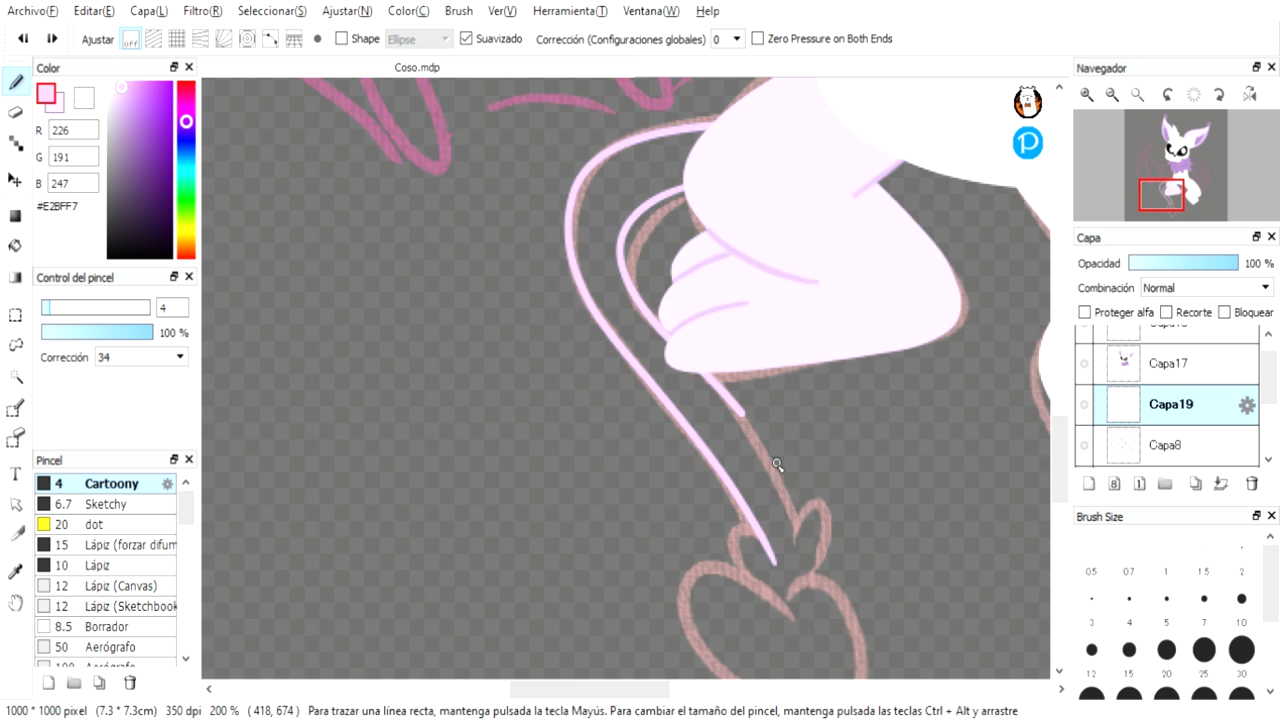 Archivo(F) Editar(E) Capa(L) Filtro(R) Seleccionar(S) Ajustar(N) Color(C) Brush Ver(V) Herramienta(T) Ventana(W) Help
Ajustar off Shape Ellipse Suavizado Corrección (Configuraciones globales) 0 Zero Pressure on Both Ends
Color
R 226
G 191
B 247
#E2BFF7
Control del pincel
4
100 %
Corrección 34
Pincel
4 Cartoony
6.7 Sketchy
20 dot
15 Lápiz (forzar difum
10 Lápiz
12 Lápiz (Canvas)
12 Lápiz (Sketchbook
8.5 Borrador
50 Aerógrafo
Coso.mdp
P
Navegador
Capa
Opacidad 100 %
Combinación Normal
Proteger alfa Recorte Bloquear
Capa17
Capa19
Capa8
8 1
Brush Size
0.5 0.7 1 1.5 2
3 4 5 7 10
12 15 20 25 30
1000 * 1000 pixel (7.3 * 7.3cm) 350 dpi 200 % ( 418, 674 ) Para trazar una línea recta, mantenga pulsada la tecla Mayús. Para cambiar el tamaño del pincel, mantenga pulsadas las teclas Ctrl + Alt y arrastre